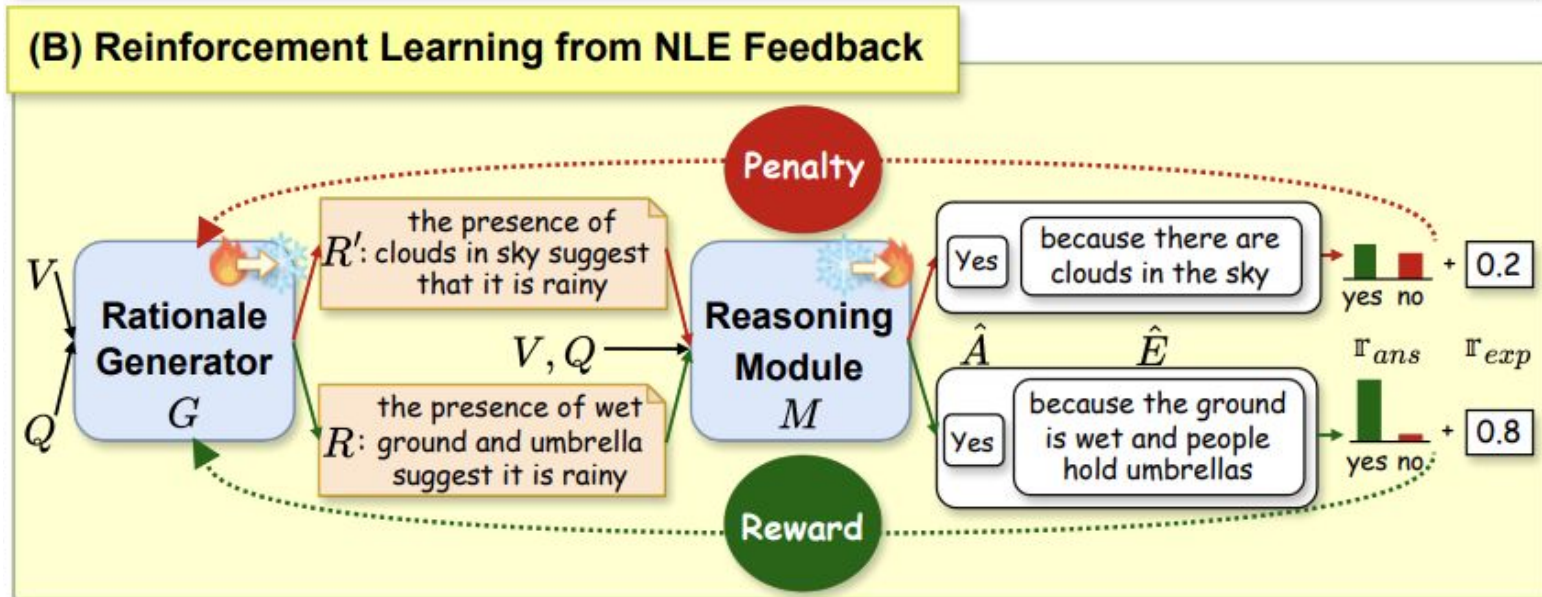 (B) Reinforcement Learning from NLE Feedback
Penalty
V
Q
Rationale
Generator
G
R′: the presence of
clouds in sky suggest
that it is rainy
V, Q
R: the presence of wet
ground and umbrella
suggest it is rainy
Reasoning
Module
M
Yes
because there are
clouds in the sky
yes no
+ 0.2
Â
Ê
𝕣ans
𝕣exp
Yes
because the ground
is wet and people
hold umbrellas
yes no
+ 0.8
Reward